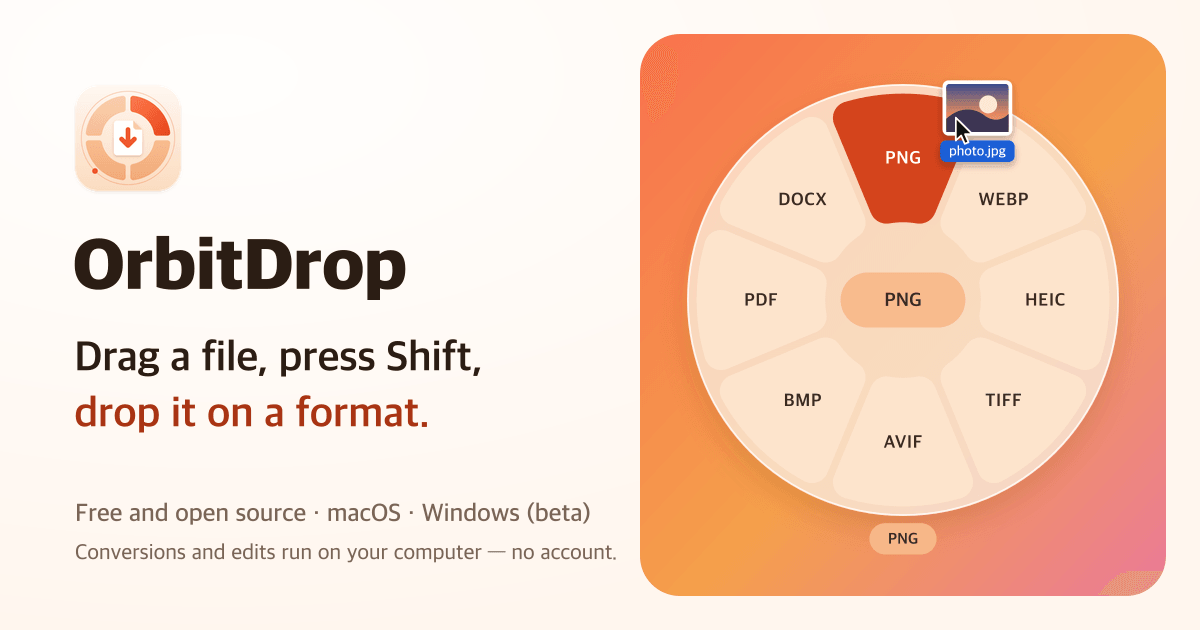 OrbitDrop
Drag a file, press Shift,
drop it on a format.
Free and open source · macOS · Windows (beta)
Conversions and edits run on your computer — no account.
PNG
photo.jpg
DOCX
WEBP
PDF
PNG
HEIC
BMP
TIFF
AVIF
PNG